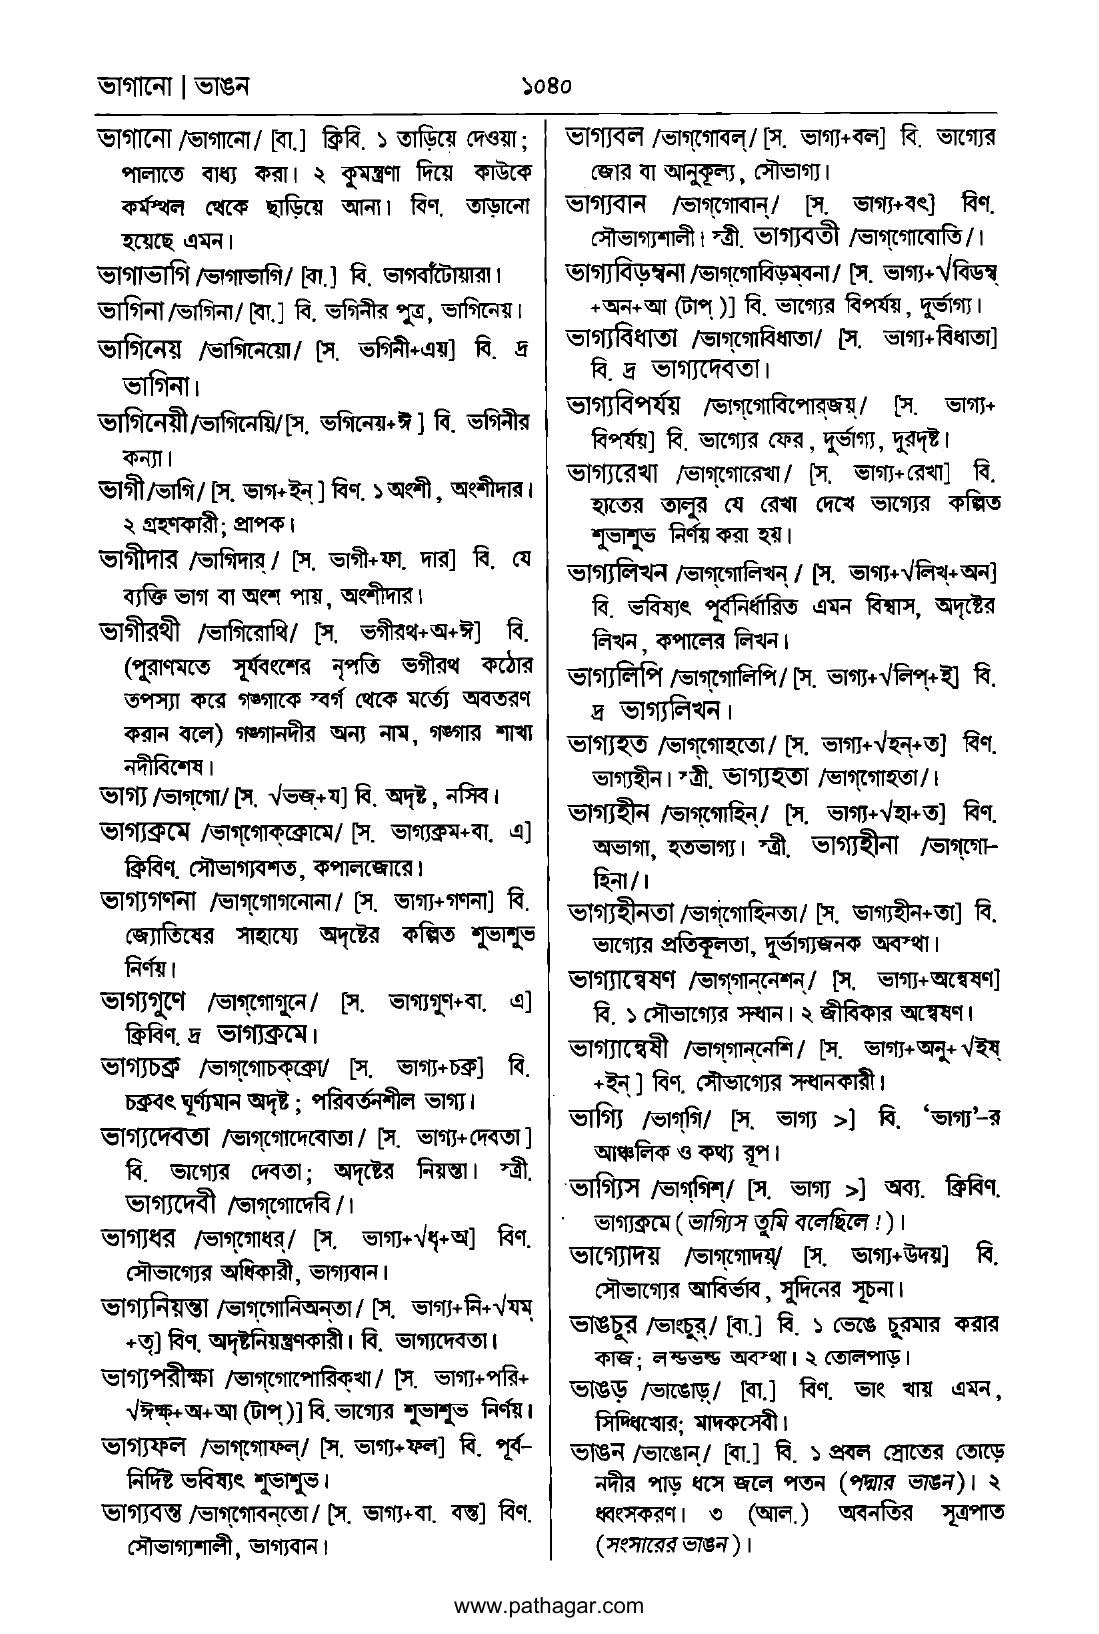 ভাগানো | ভাঙন
১০৪০
ভাগানো /ভাগানো/ [বা.] ক্রিবি. ১ তাড়িয়ে দেওয়া;
পালাতে বাধ্য করা। ২ কুমন্ত্রণা দিয়ে কাউকে
কর্মস্থল থেকে ছাড়িয়ে আনা। বিণ. তাড়ানো
হয়েছে এমন।
ভাগাভাগি /ভাগাভাগি/ [বা.] বি. ভাগবাঁটোয়ারা।
ভাগিনা /ভাগিনা/ [বা.] বি. ভগিনীর পুত্র, ভাগিনেয়।
ভাগিনেয় /ভাগিনেয়ো/ [স. ভগিনী+এয়] বি. দ্র
ভাগিনা।
ভাগিনেয়ী /ভাগিনেয়ি/ [স. ভগিনেয়+ঈ] বি. ভগিনীর
কন্যা।
ভাগী /ভাগি/ [স. ভাগ+ইন্] বিণ. ১ অংশী, অংশীদার।
২ গ্রহণকারী; প্রাপক।
ভাগীদার /ভাগিদার্/ [স. ভাগী+ফা. দার] বি. যে
ব্যক্তি ভাগ বা অংশ পায়, অংশীদার।
ভাগীরথী /ভাগিরোথি/ [স. ভগীরথ+অ+ঈ] বি.
(পুরাণমতে সূর্যবংশের নৃপতি ভগীরথ কঠোর
তপস্যা করে গঙ্গাকে স্বর্গ থেকে মর্ত্যে অবতরণ
করান বলে) গঙ্গানদীর অন্য নাম, গঙ্গার শাখা
নদীবিশেষ।
ভাগ্য /ভাগ্‌গো/ [স. √ভজ্+য] বি. অদৃষ্ট, নসিব।
ভাগ্যক্রমে /ভাগ্‌গোক্‌ক্রোমে/ [স. ভাগ্যক্রম+বা. এ]
ক্রিবিণ. সৌভাগ্যবশত, কপালজোরে।
ভাগ্যগণনা /ভাগ্‌গোগনোনা/ [স. ভাগ্য+গণনা] বি.
জ্যোতিষের সাহায্যে অদৃষ্টের কল্পিত শুভাশুভ
নির্ণয়।
ভাগ্যগুণে /ভাগ্‌গোগুনে/ [স. ভাগ্যগুণ+বা. এ]
ক্রিবিণ. দ্র ভাগ্যক্রমে।
ভাগ্যচক্র /ভাগ্‌গোচক্‌ক্রো/ [স. ভাগ্য+চক্র] বি.
চক্রবৎ ঘূর্ণ্যমান অদৃষ্ট; পরিবর্তনশীল ভাগ্য।
ভাগ্যদেবতা /ভাগ্‌গোদেবোতা/ [স. ভাগ্য+দেবতা]
বি. ভাগ্যের দেবতা; অদৃষ্টের নিয়ন্তা। স্ত্রী.
ভাগ্যদেবী /ভাগ্‌গোদেবি/।
ভাগ্যধর /ভাগ্‌গোধর্/ [স. ভাগ্য+√ধৃ+অ] বিণ.
সৌভাগ্যের অধিকারী, ভাগ্যবান।
ভাগ্যনিয়ন্তা /ভাগ্‌গোনিঅন্‌তা/ [স. ভাগ্য+নি+√যম্
+তৃ] বিণ. অদৃষ্টনিয়ন্ত্রণকারী। বি. ভাগ্যদেবতা।
ভাগ্যপরীক্ষা /ভাগ্‌গোপোরিক্‌খা/ [স. ভাগ্য+পরি+
√ঈক্ষ্+অ+আ (টাপ্)] বি. ভাগ্যের শুভাশুভ নির্ণয়।
ভাগ্যফল /ভাগ্‌গোফল্/ [স. ভাগ্য+ফল] বি. পূর্ব-
নির্দিষ্ট ভবিষ্যৎ শুভাশুভ।
ভাগ্যবন্ত /ভাগ্‌গোবন্‌তো/ [স. ভাগ্য+বা. বন্ত] বিণ.
সৌভাগ্যশালী, ভাগ্যবান।
ভাগ্যবল /ভাগ্‌গোবল্/ [স. ভাগ্য+বল] বি. ভাগ্যের
জোর বা আনুকূল্য, সৌভাগ্য।
ভাগ্যবান /ভাগ্‌গোবান্/ [স. ভাগ্য+বৎ] বিণ.
সৌভাগ্যশালী। স্ত্রী. ভাগ্যবতী /ভাগ্‌গোবোতি/।
ভাগ্যবিড়ম্বনা /ভাগ্‌গোবিড়ম্‌বনা/ [স. ভাগ্য+√বিডম্ব
+অন+আ (টাপ্)] বি. ভাগ্যের বিপর্যয়, দুর্ভাগ্য।
ভাগ্যবিধাতা /ভাগ্‌গোবিধাতা/ [স. ভাগ্য+বিধাতা]
বি. দ্র ভাগ্যদেবতা।
ভাগ্যবিপর্যয় /ভাগ্‌গোবিপোর্‌জয়্/ [স. ভাগ্য+
বিপর্যয়] বি. ভাগ্যের ফের, দুর্ভাগ্য, দুরদৃষ্ট।
ভাগ্যরেখা /ভাগ্‌গোরেখা/ [স. ভাগ্য+রেখা] বি.
হাতের তালুর যে রেখা দেখে ভাগ্যের কল্পিত
শুভাশুভ নির্ণয় করা হয়।
ভাগ্যলিখন /ভাগ্‌গোলিখন্/ [স. ভাগ্য+√লিখ্+অন]
বি. ভবিষ্যৎ পূর্বনির্ধারিত এমন বিশ্বাস, অদৃষ্টের
লিখন, কপালের লিখন।
ভাগ্যলিপি /ভাগ্‌গোলিপি/ [স. ভাগ্য+√লিপ্+ই] বি.
দ্র ভাগ্যলিখন।
ভাগ্যহত /ভাগ্‌গোহতো/ [স. ভাগ্য+√হন্+ত] বিণ.
ভাগ্যহীন। স্ত্রী. ভাগ্যহতা /ভাগ্‌গোহতা/।
ভাগ্যহীন /ভাগ্‌গোহিন্/ [স. ভাগ্য+√হা+ত] বিণ.
অভাগা, হতভাগ্য। স্ত্রী. ভাগ্যহীনা /ভাগ্‌গো-
হিনা/।
ভাগ্যহীনতা /ভাগ্‌গোহিনতা/ [স. ভাগ্যহীন+তা] বি.
ভাগ্যের প্রতিকূলতা, দুর্ভাগ্যজনক অবস্থা।
ভাগ্যান্বেষণ /ভাগ্‌গান্‌নেশন্/ [স. ভাগ্য+অন্বেষণ]
বি. ১ সৌভাগ্যের সন্ধান। ২ জীবিকার অন্বেষণ।
ভাগ্যান্বেষী /ভাগ্‌গান্‌নেশি/ [স. ভাগ্য+অনু+√ইষ্
+ইন্] বিণ. সৌভাগ্যের সন্ধানকারী।
ভাগ্যি /ভাগ্‌গি/ [স. ভাগ্য >] বি. ‘ভাগ্য’-র
আঞ্চলিক ও কথ্য রূপ।
ভাগ্যিস /ভাগ্‌গিশ্/ [স. ভাগ্য >] অব্য. ক্রিবিণ.
ভাগ্যক্রমে (ভাগ্যিস তুমি বলেছিলে!)।
ভাগ্যোদয় /ভাগ্‌গোদয়্/ [স. ভাগ্য+উদয়] বি.
সৌভাগ্যের আবির্ভাব, সুদিনের সূচনা।
ভাঙচুর /ভাংচুর্/ [বা.] বি. ১ ভেঙে চুরমার করার
কাজ; লন্ডভন্ড অবস্থা। ২ তোলপাড়।
ভাঙড় /ভাঙোড়্/ [বা.] বিণ. ভাং খায় এমন,
সিদ্ধিখোর; মাদকসেবী।
ভাঙন /ভাঙোন্/ [বা.] বি. ১ প্রবল স্রোতের তোড়ে
নদীর পাড় ধসে জলে পতন (পদ্মার ভাঙন)। ২
ধ্বংসকরণ। ৩ (আল.) অবনতির সূত্রপাত
(সংসারের ভাঙন)।
www.pathagar.com